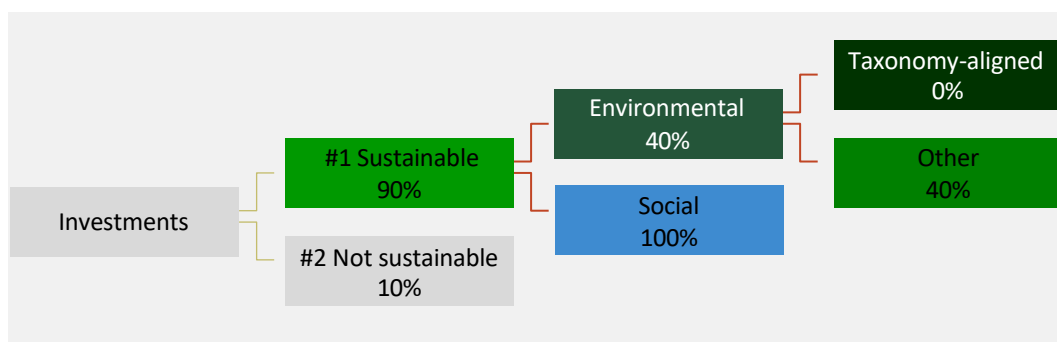 Investments
#1 Sustainable
90%
#2 Not sustainable
10%
Environmental
40%
Social
100%
Taxonomy-aligned
0%
Other
40%